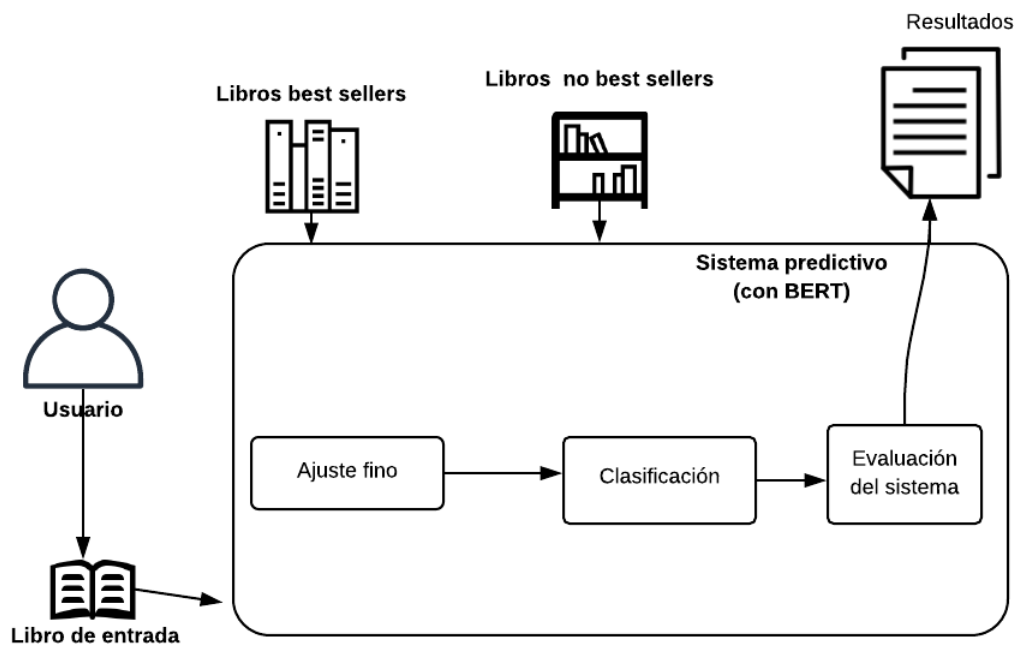 Resultados
Libros best sellers
Libros no best sellers
Sistema predictivo
(con BERT)
Usuario
Ajuste fino
Clasificación
Evaluación
del sistema
Libro de entrada